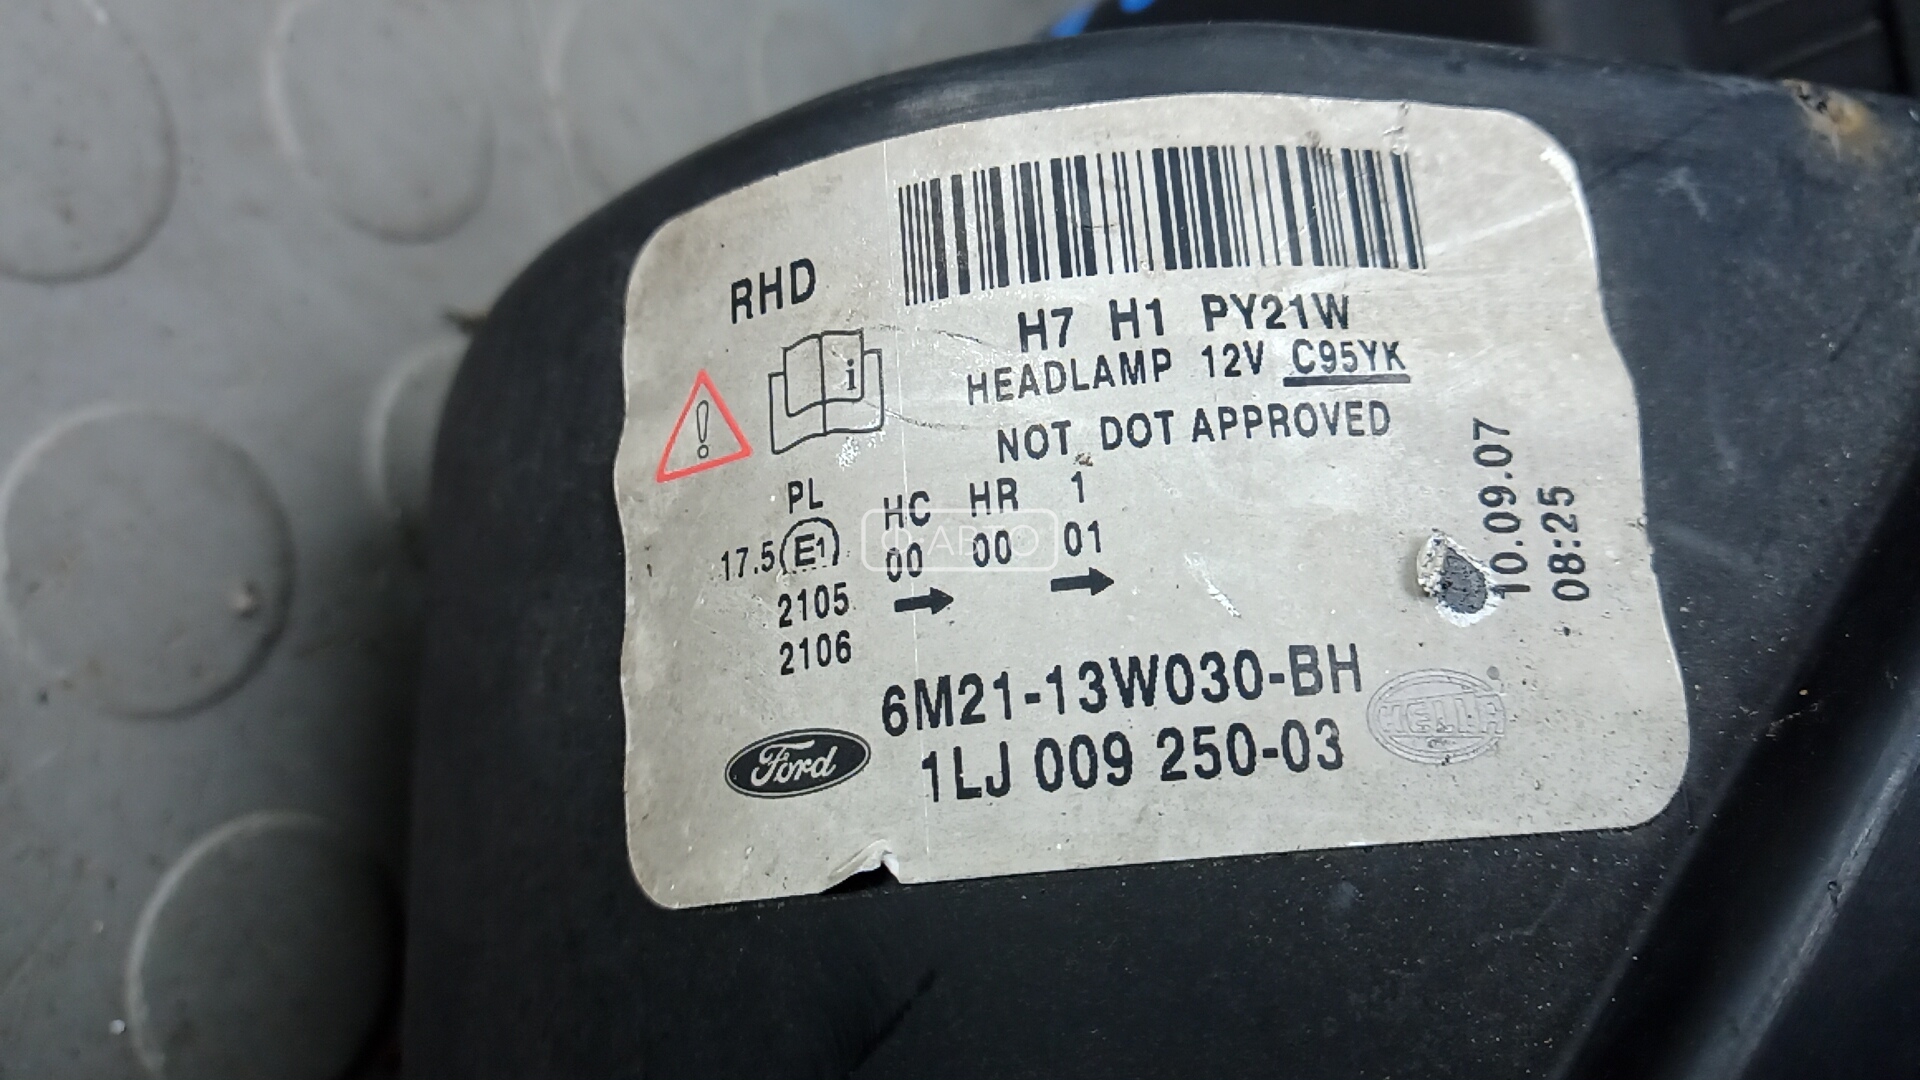 RHD
H7 H1 PY21W
HEADLAMP 12V C95YK
NOT DOT APPROVED
PL HC HR 1
17.5 E1 00 00 01
2105
2106
10.09.07
08:25
6M21-13W030-BH
Ford
1LJ 009 250-03
HELLA